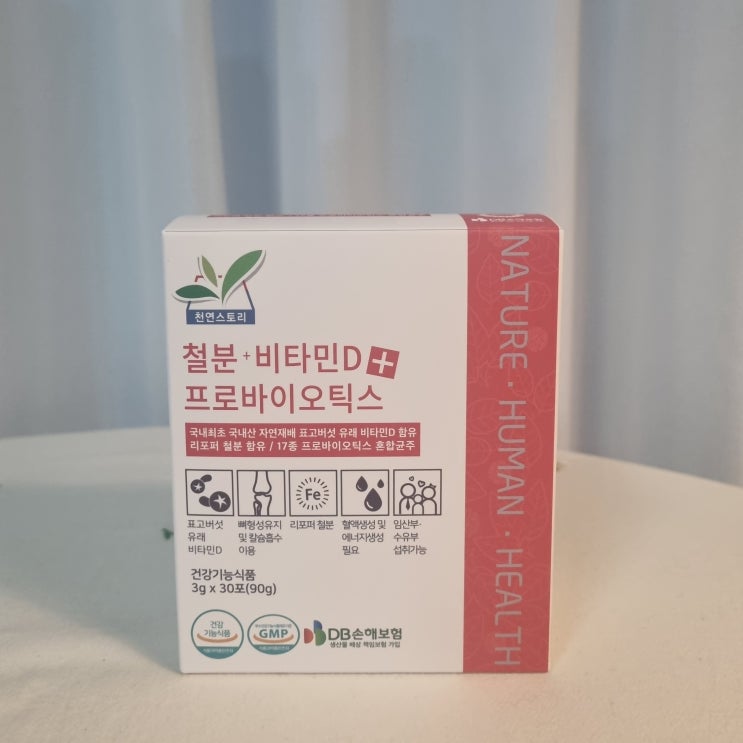 천연스토리
철분+비타민D+
프로바이오틱스
국내최초 국내산 자연재배 표고버섯 유래 비타민D 함유
리포퍼 철분 함유 / 17종 프로바이오틱스 혼합균주
Fe
표고버섯
유래
비타민D
뼈형성유지
및 칼슘흡수
이용
리포퍼 철분
혈액생성 및
에너지생성
필요
임산부·
수유부
섭취가능
건강기능식품
3g x 30포(90g)
건강
기능식품
GMP
DB손해보험
생산물 배상 책임보험 가입
NATURE · HUMAN · HEALTH